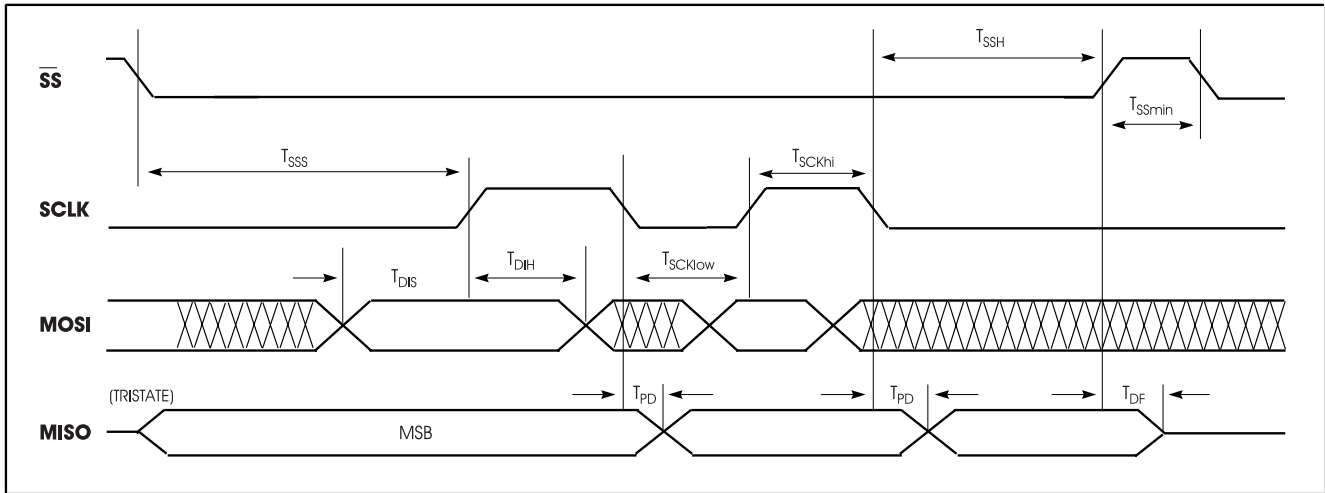 T_SSH
SS
T_SSmin
T_SSS
T_SCKhi
SCLK
T_DIS
T_DIH
T_SCKlow
MOSI
(TRISTATE)
T_PD
T_PD
T_DF
MISO
MSB